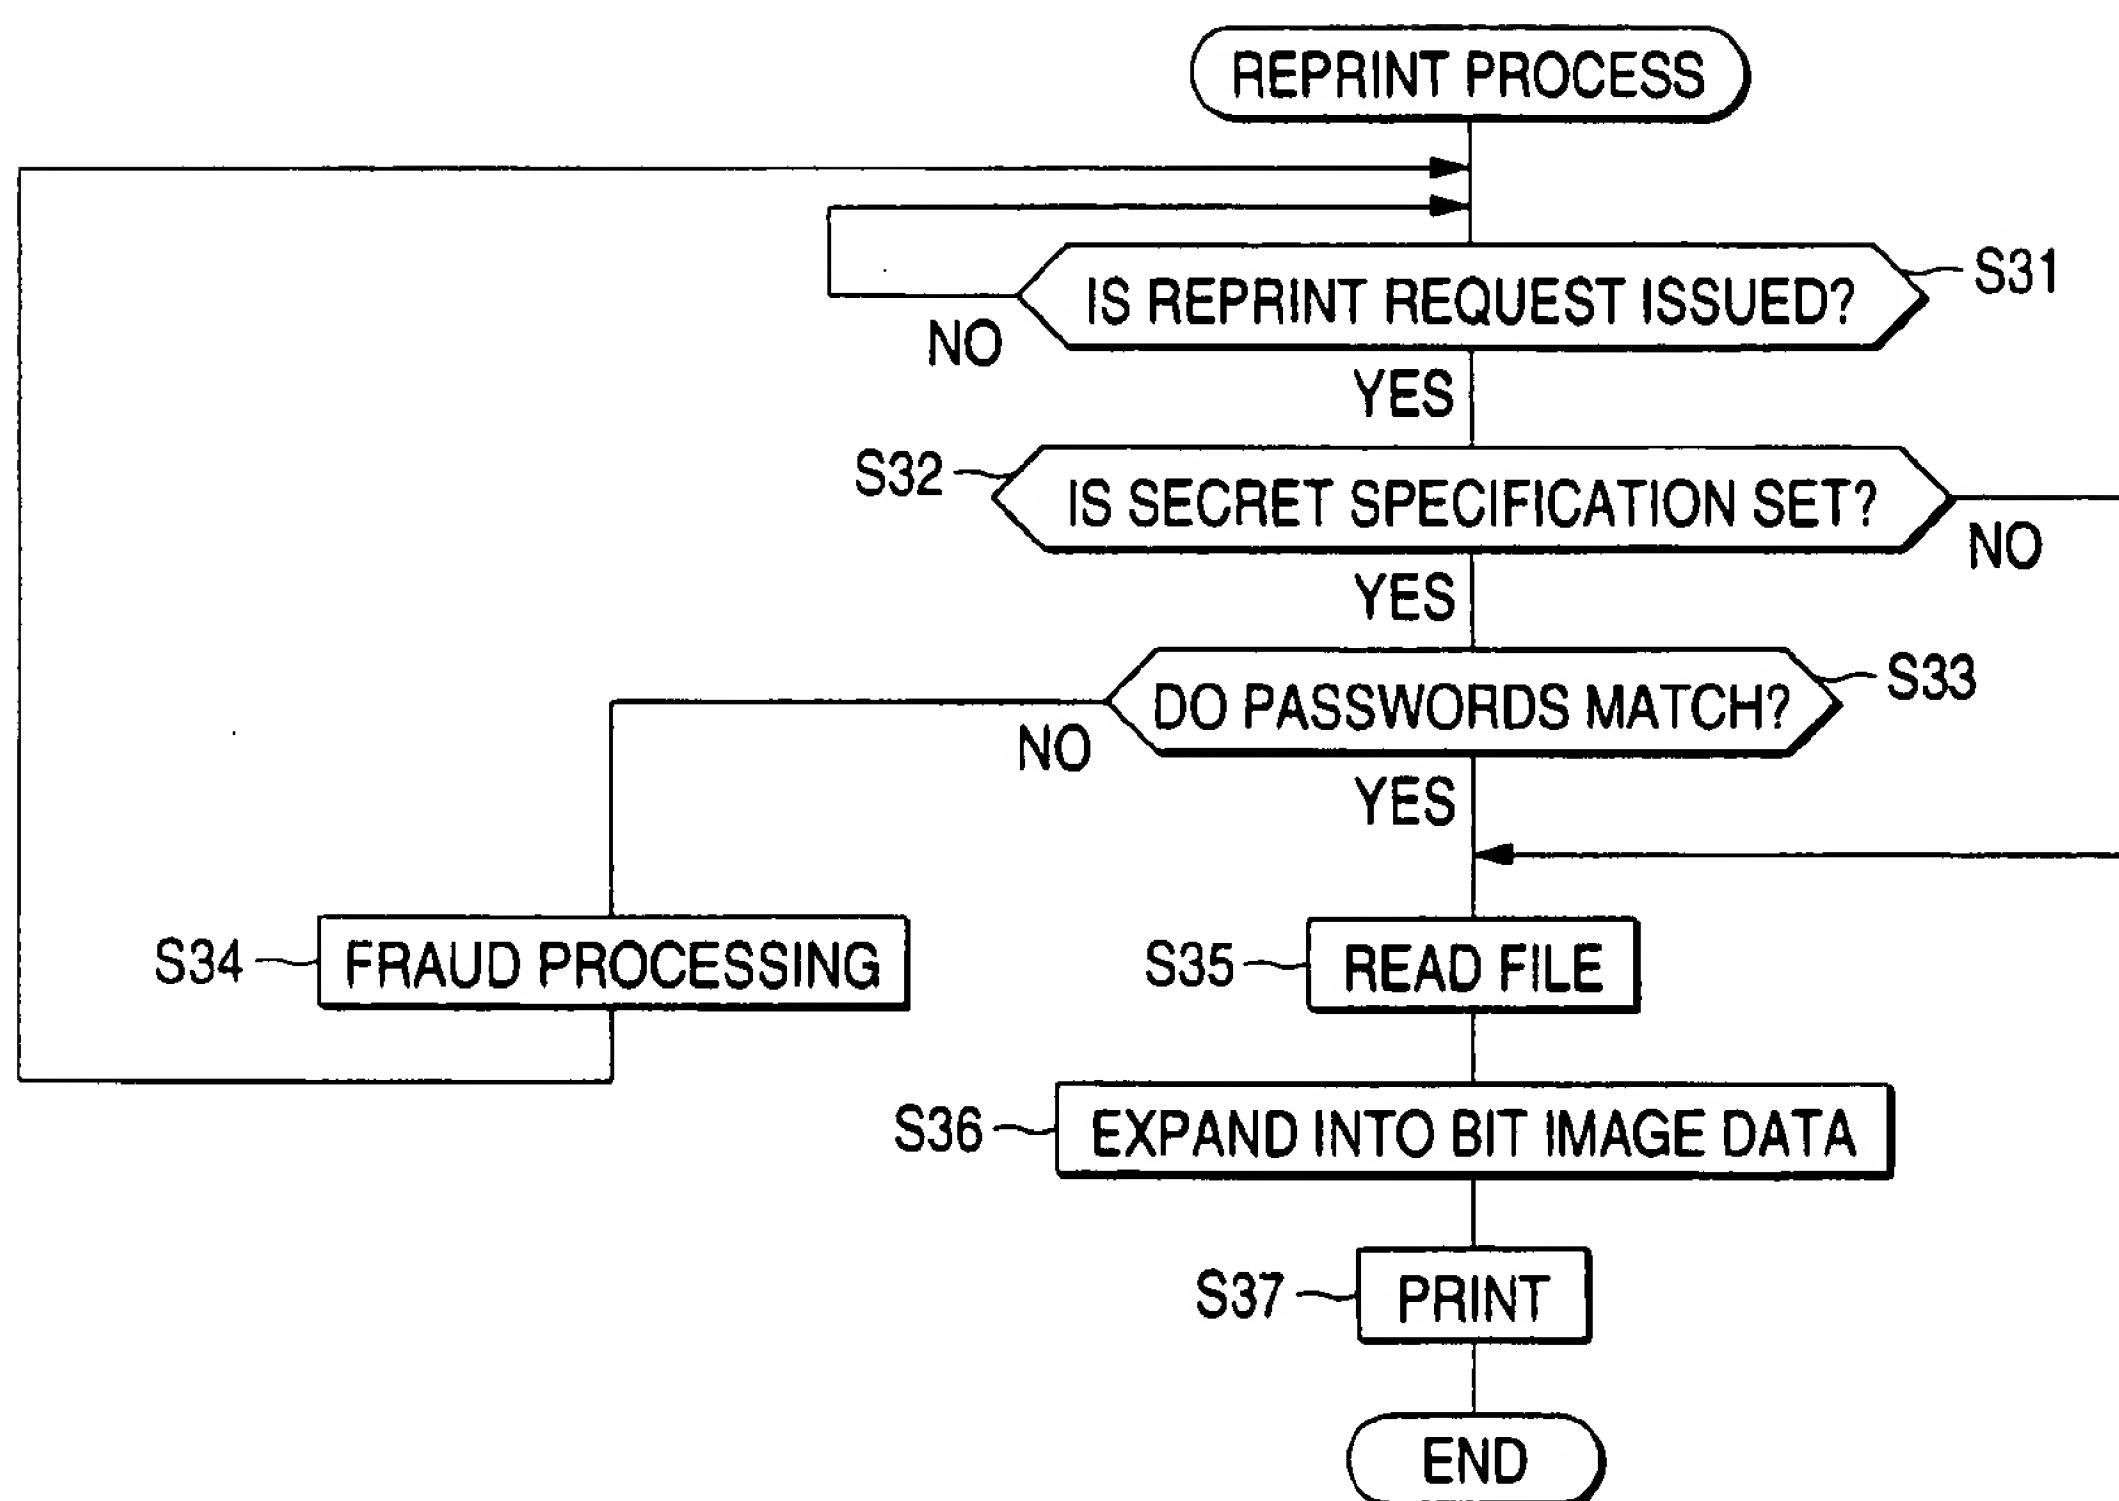 REPRINT PROCESS
IS REPRINT REQUEST ISSUED?
S31
NO
YES
S32
IS SECRET SPECIFICATION SET?
NO
YES
DO PASSWORDS MATCH?
S33
NO
YES
S34
FRAUD PROCESSING
S35
READ FILE
S36
EXPAND INTO BIT IMAGE DATA
S37
PRINT
END